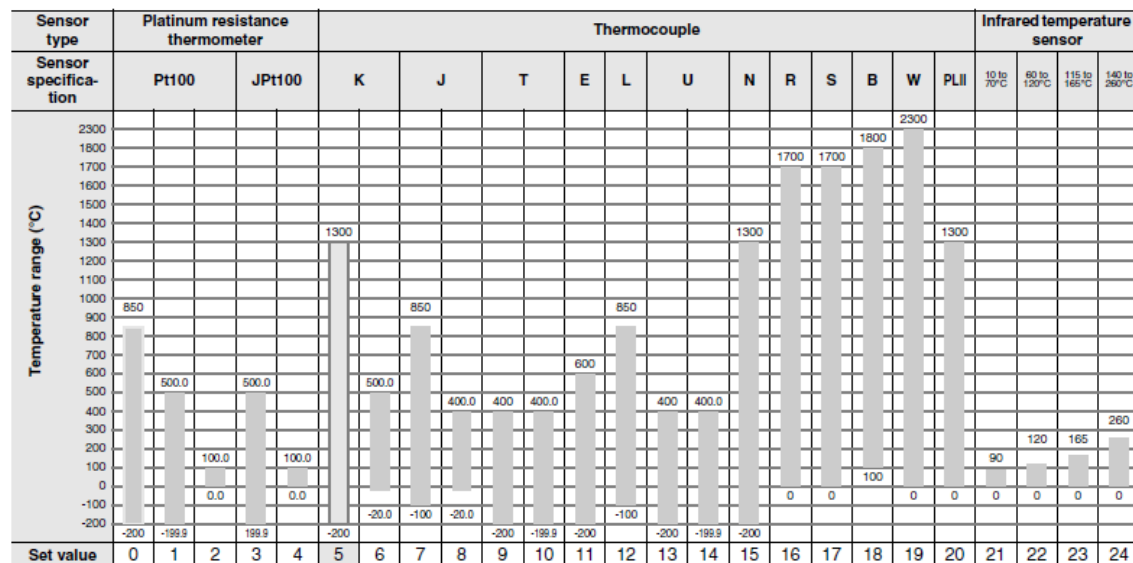 Sensor type Platinum resistance thermometer Thermocouple Infrared temperature sensor
Sensor specifica-tion Pt100 JPt100 K J T E L U N R S B W PLII 10 to 70°C 60 to 120°C 115 to 165°C 140 to 260°C
Temperature range (°C)
2300
1800
1700
1600
1500
1400
1300
1200
1100
1000
900
800
700
600
500
400
300
200
100
0
-100
-200
2300
1800
1700 1700
1300 1300 1300
850 850 850
600
500.0 500.0 500.0
400.0 400 400.0 400 400.0
260
120 165
100.0 100.0 90
0.0 0.0 100 0 0 0 0 0 0 0 0
-20.0 -100 -20.0 -100
-200 -199.9 199.9 -200 -200 -199.9 -200 -200 -199.9 -200
Set value 0 1 2 3 4 5 6 7 8 9 10 11 12 13 14 15 16 17 18 19 20 21 22 23 24